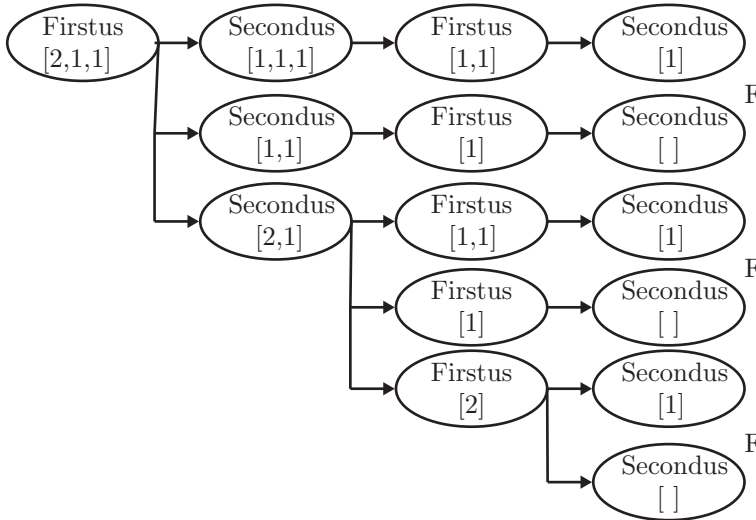 Firstus
[2,1,1]
Secondus
[1,1,1]
Firstus
[1,1]
Secondus
[1]
F
Secondus
[1,1]
Firstus
[1]
Secondus
[ ]
Secondus
[2,1]
Firstus
[1,1]
Secondus
[1]
F
Firstus
[1]
Secondus
[ ]
Firstus
[2]
Secondus
[1]
F
Secondus
[ ]